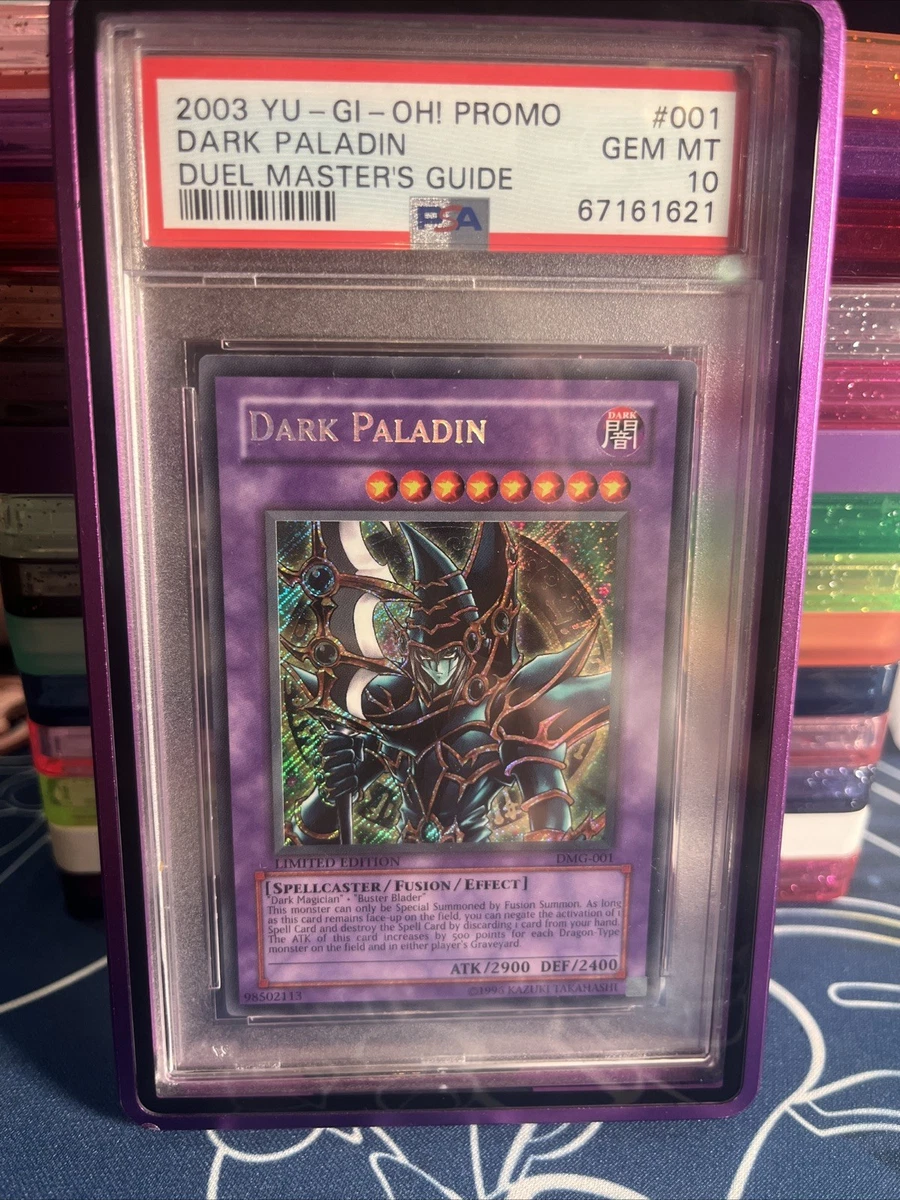 2003 YU-GI-OH! PROMO #001
DARK PALADIN GEM MT
DUEL MASTER'S GUIDE 10
PSA 67161621
DARK PALADIN
DARK
闇
LIMITED EDITION DMG-001
[SPELLCASTER/FUSION/EFFECT]
"Dark Magician" + "Buster Blader"
This monster can only be Special Summoned by Fusion Summon. As long
as this card remains face-up on the field, you can negate the activation of 1
Spell Card and destroy the Spell Card by discarding 1 card from your hand.
The ATK of this card increases by 500 points for each Dragon-Type
monster on the field and in either player's Graveyard.
ATK/2900 DEF/2400
98502113 ©1996 KAZUKI TAKAHASHI